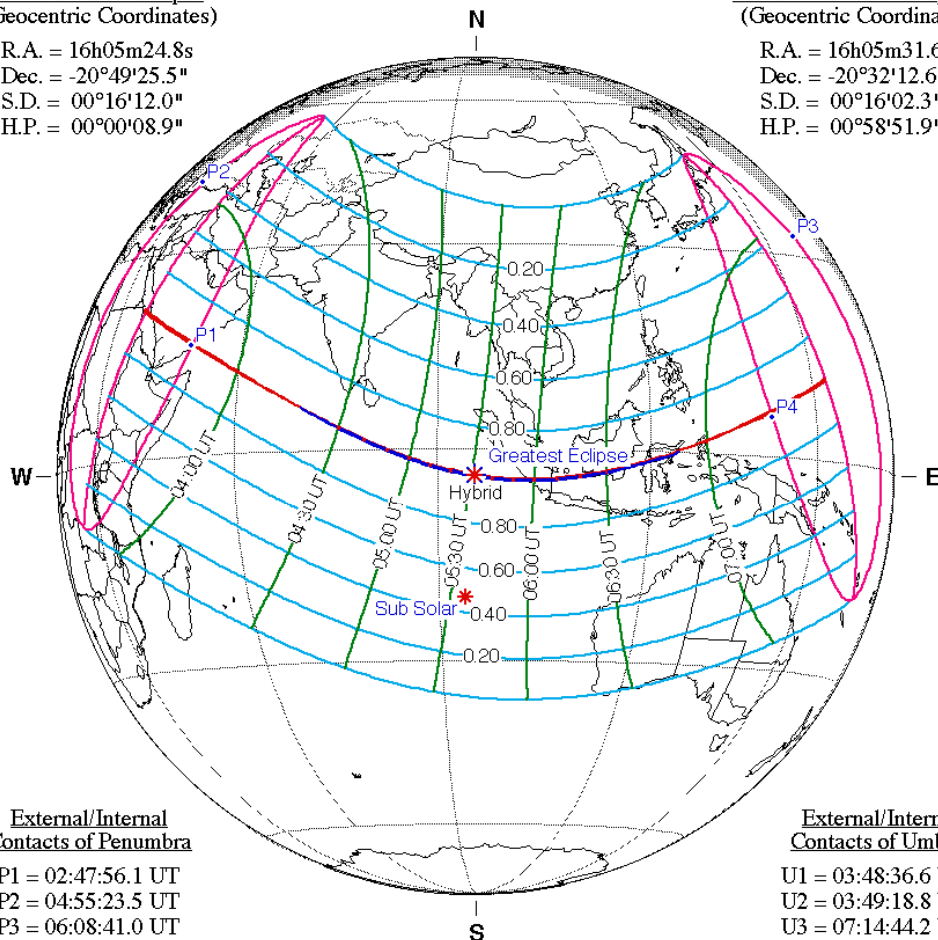 Geocentric Coordinates)
R.A. = 16h05m24.8s
Dec. = -20°49'25.5"
S.D. = 00°16'12.0"
H.P. = 00°00'08.9"
N
(Geocentric Coordina
R.A. = 16h05m31.6
Dec. = -20°32'12.6
S.D. = 00°16'02.3"
H.P. = 00°58'51.9"
P2
P3
0.20
0.40
P1
0.60
P4
0.80
Greatest Eclipse
W
E
Hybrid
04:00 UT
04:30 UT
05:00 UT
05:30 UT
06:00 UT
06:30 UT
07:00 UT
0.80
0.60
Sub Solar
0.40
0.20
External/Internal
Contacts of Penumbra
P1 = 02:47:56.1 UT
P2 = 04:55:23.5 UT
P3 = 06:08:41.0 UT
S
External/Intern
Contacts of Umb
U1 = 03:48:36.6
U2 = 03:49:18.8
U3 = 07:14:44.2